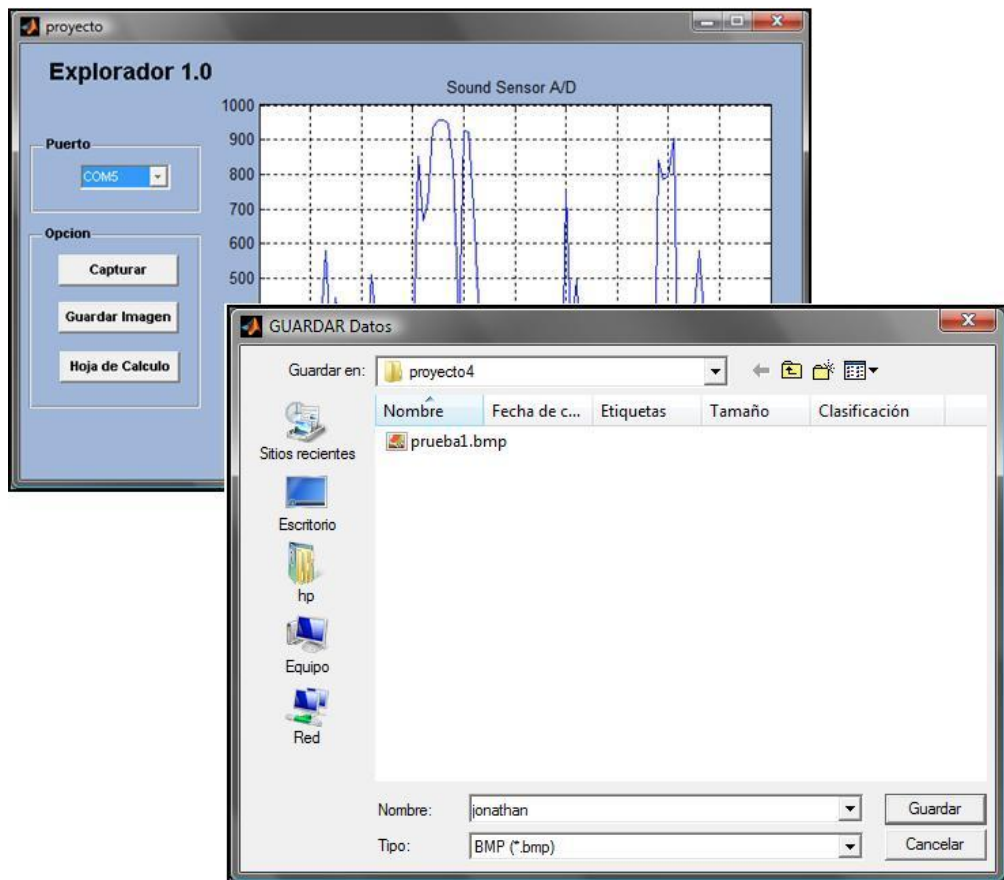 proyecto
Explorador 1.0
Sound Sensor A/D
1000
900
800
700
600
500
Puerto
COM5
Opcion
Capturar
Guardar Imagen
Hoja de Calculo
GUARDAR Datos
Guardar en: proyecto4
Nombre Fecha de c... Etiquetas Tamaño Clasificación
prueba1.bmp
Sitios recientes
Escritorio
hp
Equipo
Red
Nombre: jonathan Guardar
Tipo: BMP (*.bmp) Cancelar